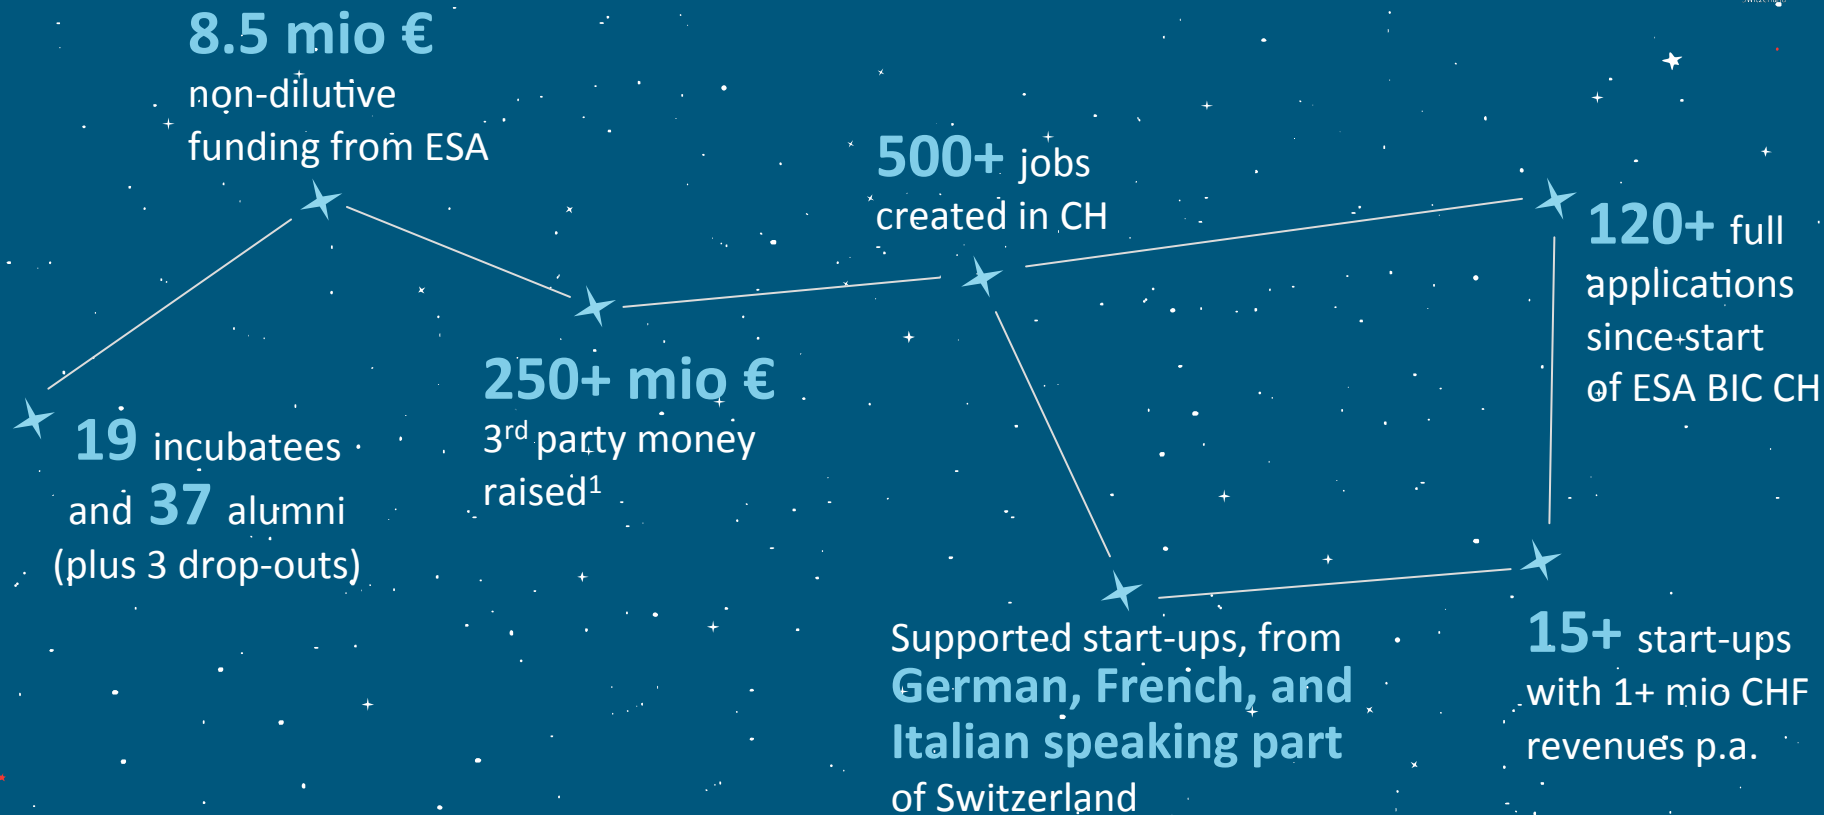 8.5 mio €
non-dilutive
funding from ESA
500+ jobs
created in CH
120+ full
applications
since start
of ESA BIC CH
250+ mio €
3rd party money
raised1
19 incubatees
and 37 alumni
(plus 3 drop-outs)
Supported start-ups, from
German, French, and
Italian speaking part
of Switzerland
15+ start-ups
with 1+ mio CHF
revenues p.a.